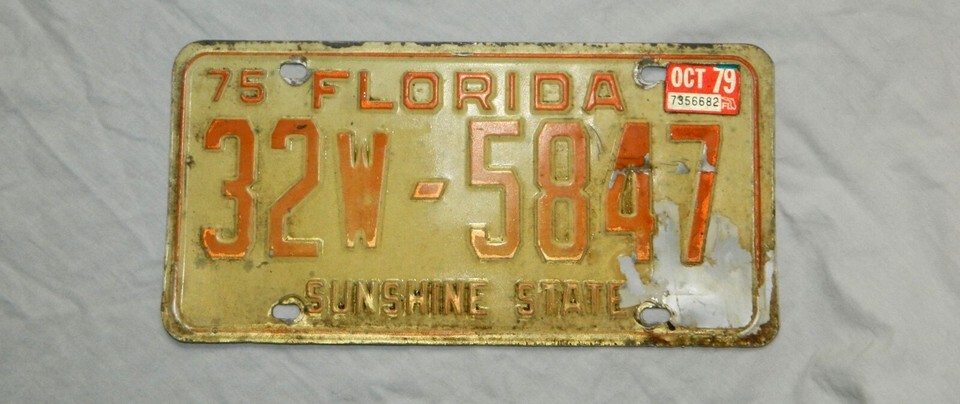 75 FLORIDA
OCT 79
7356682 FL
32W-5847
SUNSHINE STATE